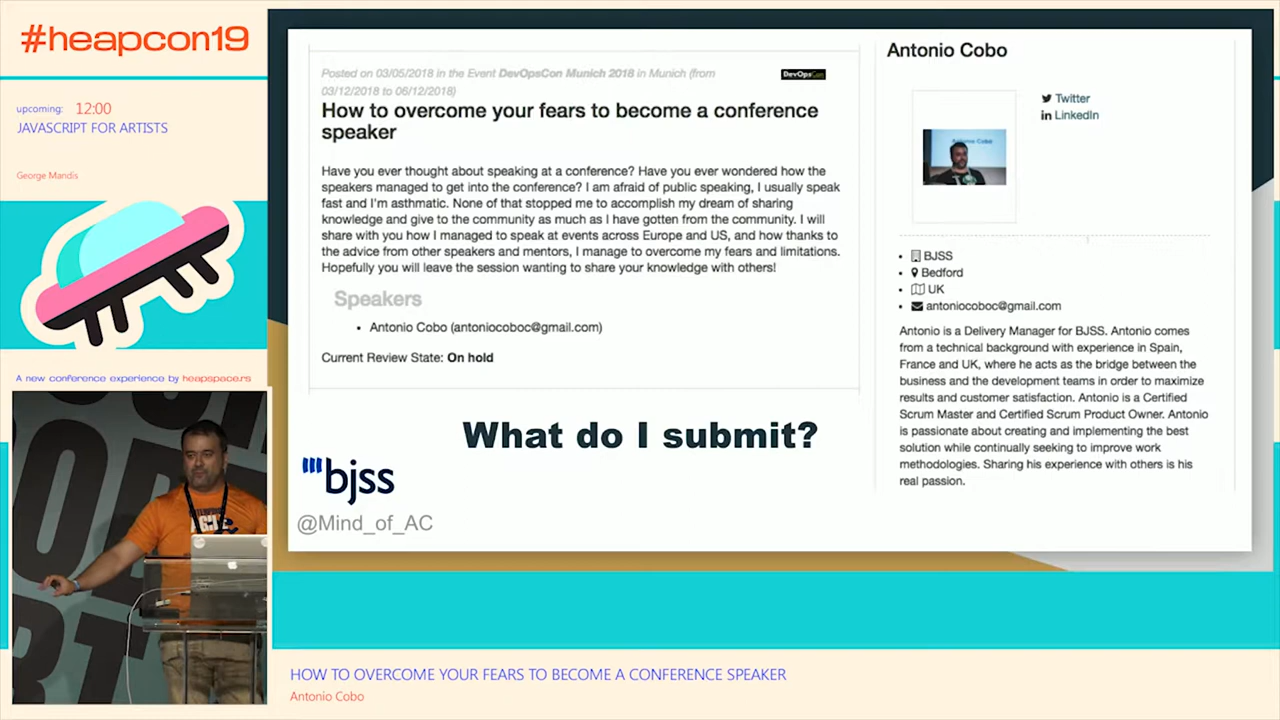 #heapcon19
upcoming: 12:00
JAVASCRIPT FOR ARTISTS
George Mandis
A new conference experience by heapspace.rs
Posted on 03/05/2018 in the Event DevOpsCon Munich 2018 in Munich (from
03/12/2018 to 06/12/2018)
DevOpsCon
How to overcome your fears to become a conference
speaker
Have you ever thought about speaking at a conference? Have you ever wondered how the
speakers managed to get into the conference? I am afraid of public speaking, I usually speak
fast and I'm asthmatic. None of that stopped me to accomplish my dream of sharing
knowledge and give to the community as much as I have gotten from the community. I will
share with you how I managed to speak at events across Europe and US, and how thanks to
the advice from other speakers and mentors, I manage to overcome my fears and limitations.
Hopefully you will leave the session wanting to share your knowledge with others!
Speakers
• Antonio Cobo (antoniocoboc@gmail.com)
Current Review State: On hold
What do I submit?
bjss
@Mind_of_AC
Antonio Cobo
Twitter
LinkedIn
Antonio Cobo
• BJSS
• Bedford
• UK
• antoniocoboc@gmail.com
Antonio is a Delivery Manager for BJSS. Antonio comes
from a technical background with experience in Spain,
France and UK, where he acts as the bridge between the
business and the development teams in order to maximize
results and customer satisfaction. Antonio is a Certified
Scrum Master and Certified Scrum Product Owner. Antonio
is passionate about creating and implementing the best
solution while continually seeking to improve work
methodologies. Sharing his experience with others is his
real passion.
HOW TO OVERCOME YOUR FEARS TO BECOME A CONFERENCE SPEAKER
Antonio Cobo